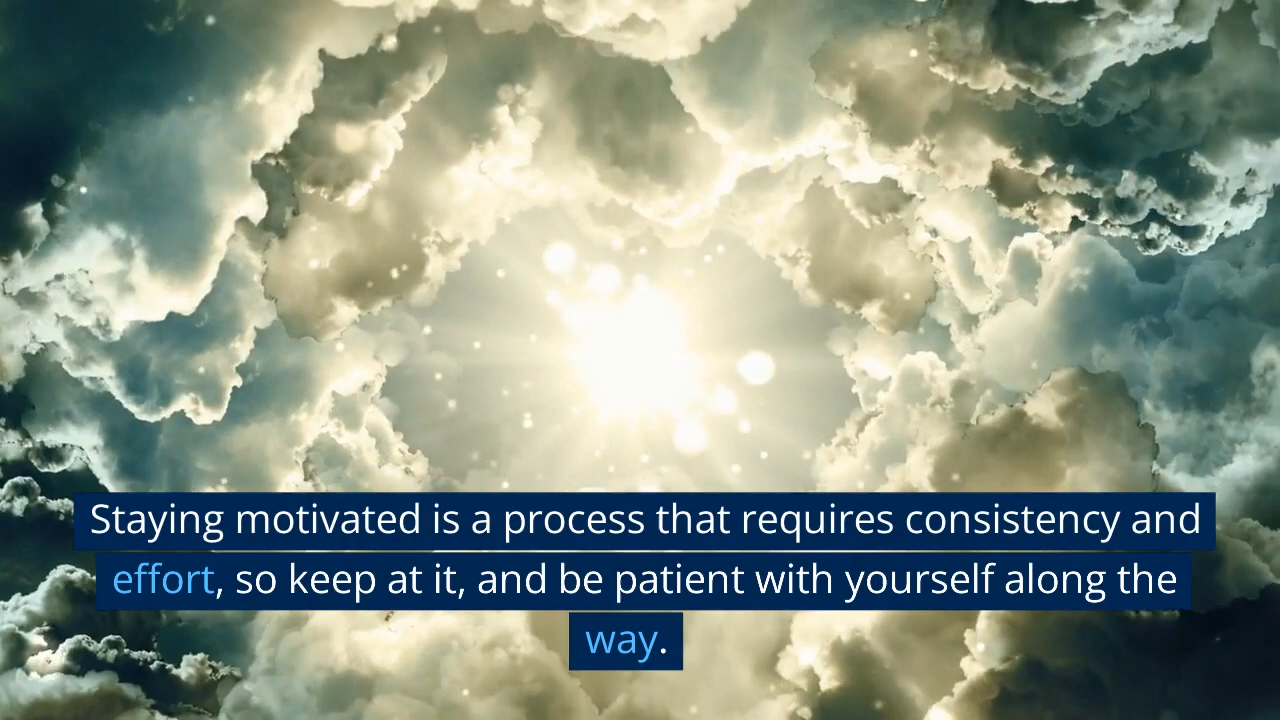 Staying motivated is a process that requires consistency and
effort, so keep at it, and be patient with yourself along the
way.